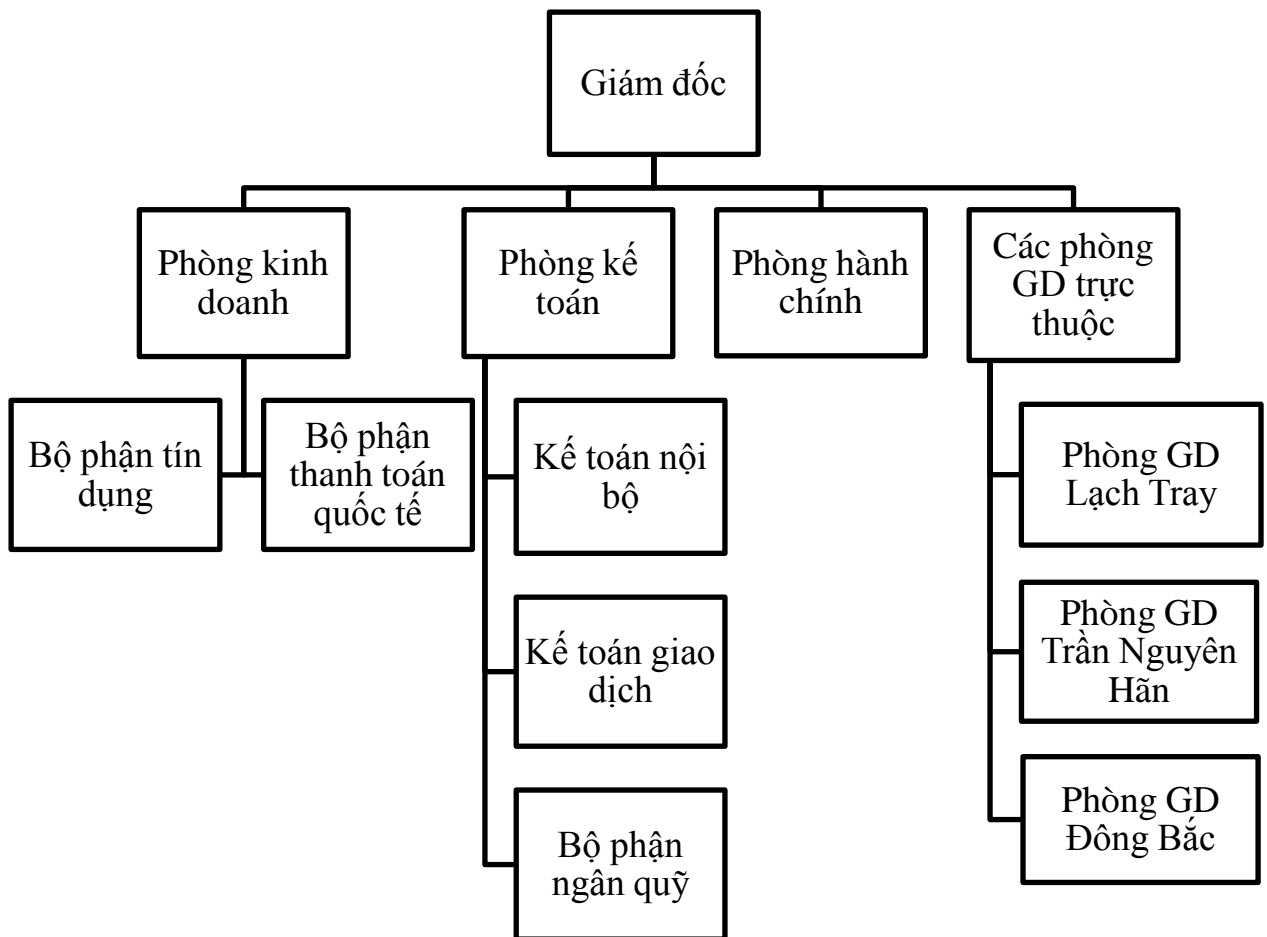 Giám đốc
Phòng kinh
doanh
Phòng kế
toán
Phòng hành
chính
Các phòng
GD trực
thuộc
Bộ phận tín
dụng
Bộ phận
thanh toán
quốc tế
Kế toán nội
bộ
Kế toán giao
dịch
Bộ phận
ngân quỹ
Phòng GD
Lạch Tray
Phòng GD
Trần Nguyên
Hãn
Phòng GD
Đông Bắc